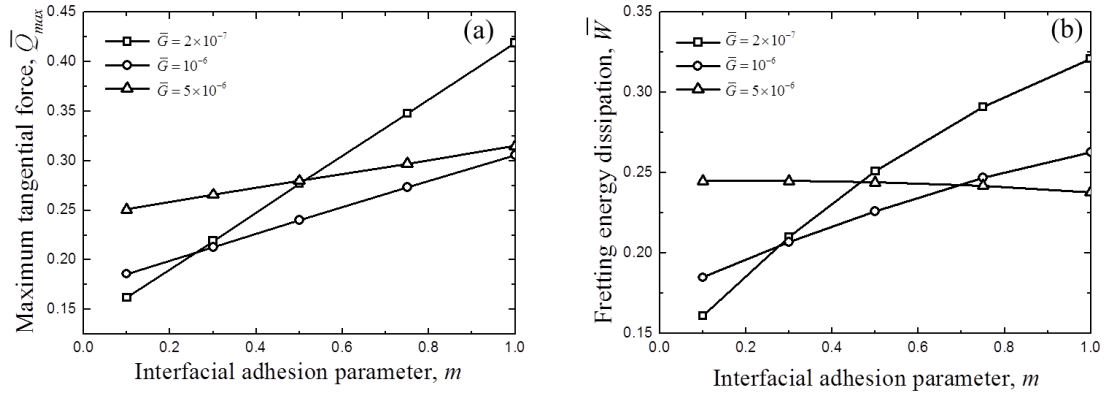 (a)
Maximum tangential force, Q̅max
G̅ = 2×10⁻⁷
G̅ = 10⁻⁶
G̅ = 5×10⁻⁶
0.45
0.40
0.35
0.30
0.25
0.20
0.15
0.0 0.2 0.4 0.6 0.8 1.0
Interfacial adhesion parameter, m
(b)
Fretting energy dissipation, W̅
G̅ = 2×10⁻⁷
G̅ = 10⁻⁶
G̅ = 5×10⁻⁶
0.35
0.30
0.25
0.20
0.15
0.0 0.2 0.4 0.6 0.8 1.0
Interfacial adhesion parameter, m